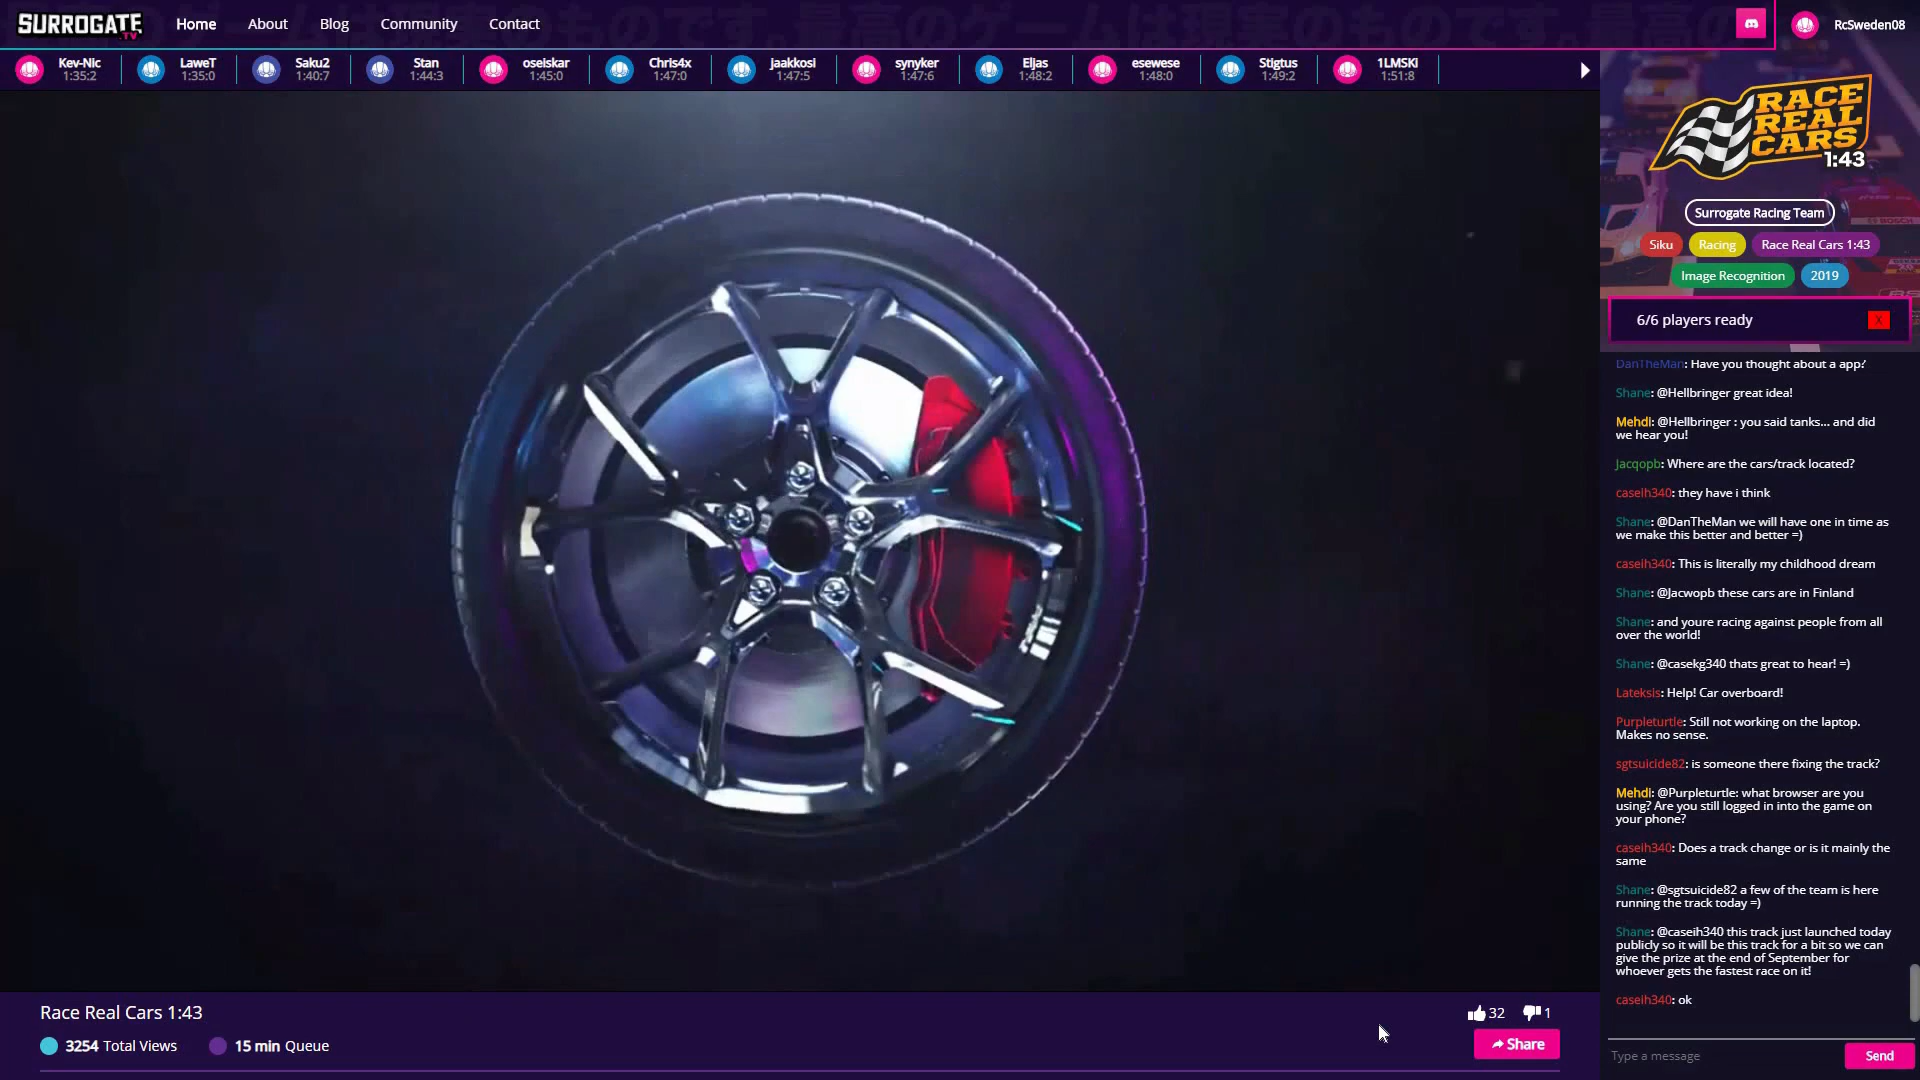 SURROGATE.TV
Home About Blog Community Contact
RcSweden08
Kev-Nic LaweT Saku2 Stan oseiskar Chris4x jaakkosi synyker Eljas esewese Stigtus 1LMSKI
1:35:2 1:35:0 1:40:7 1:44:3 1:45:0 1:47:0 1:47:5 1:47:6 1:48:2 1:48:0 1:49:2 1:51:8
RACE
REAL
CARS
1:43
Surrogate Racing Team
Siku Racing Race Real Cars 1:43
Image Recognition 2019
6/6 players ready X
DanTheMan: Have you thought about a app?
Shane: @Hellbringer great idea!
Mehdi: @Hellbringer : you said tanks... and did
we hear you!
Jacqopb: Where are the cars/track located?
caseih340: they have i think
Shane: @DanTheMan we will have one in time as
we make this better and better =)
caseih340: This is literally my childhood dream
Shane: @Jacwopb these cars are in Finland
Shane: and youre racing against people from all
over the world!
Shane: @casekg340 thats great to hear! =)
Lateksis: Help! Car overboard!
Purpleturtle: Still not working on the laptop.
Makes no sense.
sgtsuicide82: is someone there fixing the track?
Mehdi: @Purpleturtle: what browser are you
using? Are you still logged in into the game on
your phone?
caseih340: Does a track change or is it mainly the
same
Shane: @sgtsuicide82 a few of the team is here
running the track today =)
Shane: @caseih340 this track just launched today
publicly so it will be this track for a bit so we can
give the prize at the end of September for
whoever gets the fastest race on it!
caseih340: ok
Type a message Send
Race Real Cars 1:43
32 1
3254 Total Views 15 min Queue
Share